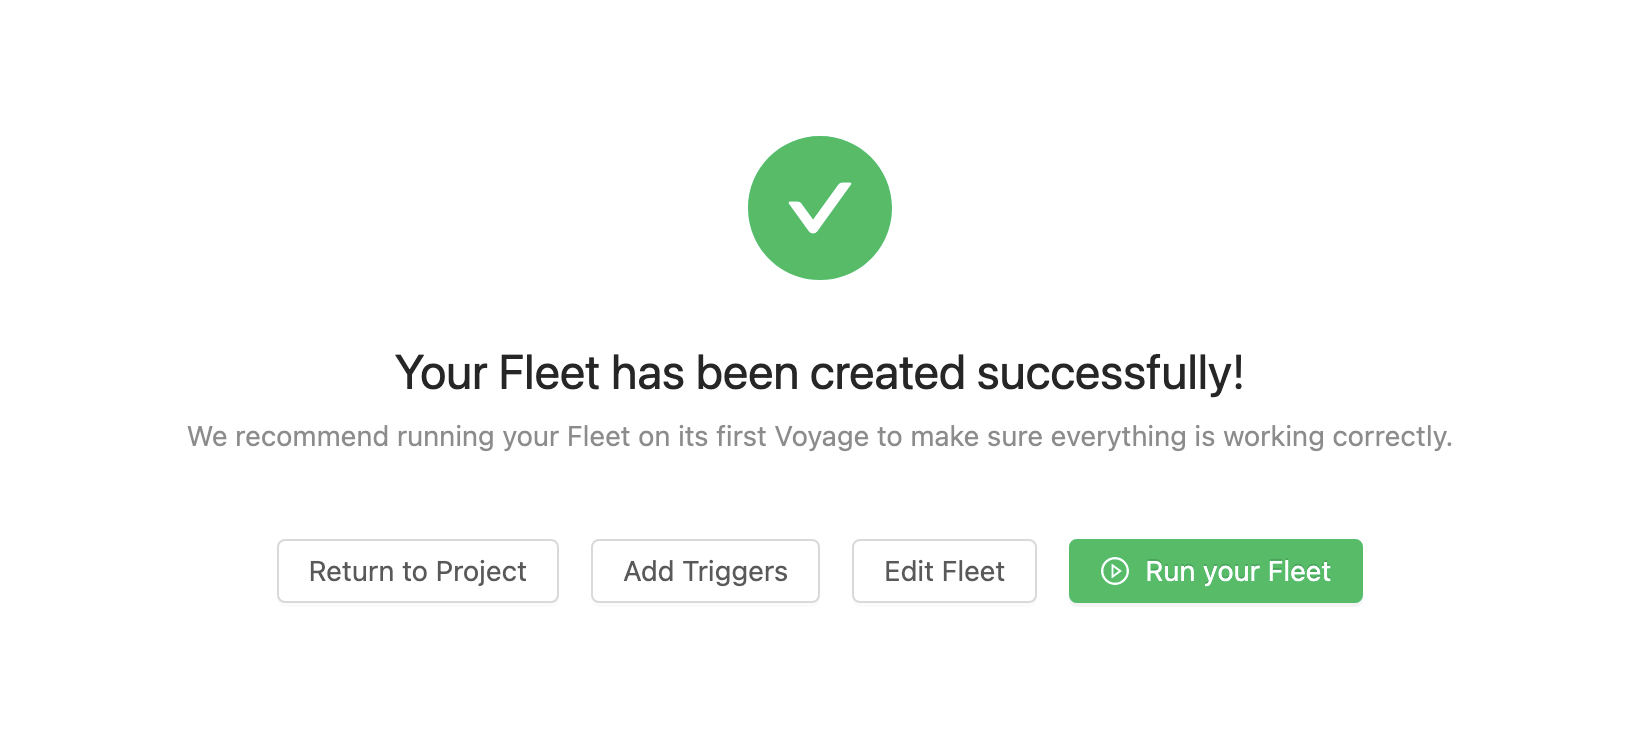 Your Fleet has been created successfully!
We recommend running your Fleet on its first Voyage to make sure everything is working correctly.
Return to Project
Add Triggers
Edit Fleet
Run your Fleet